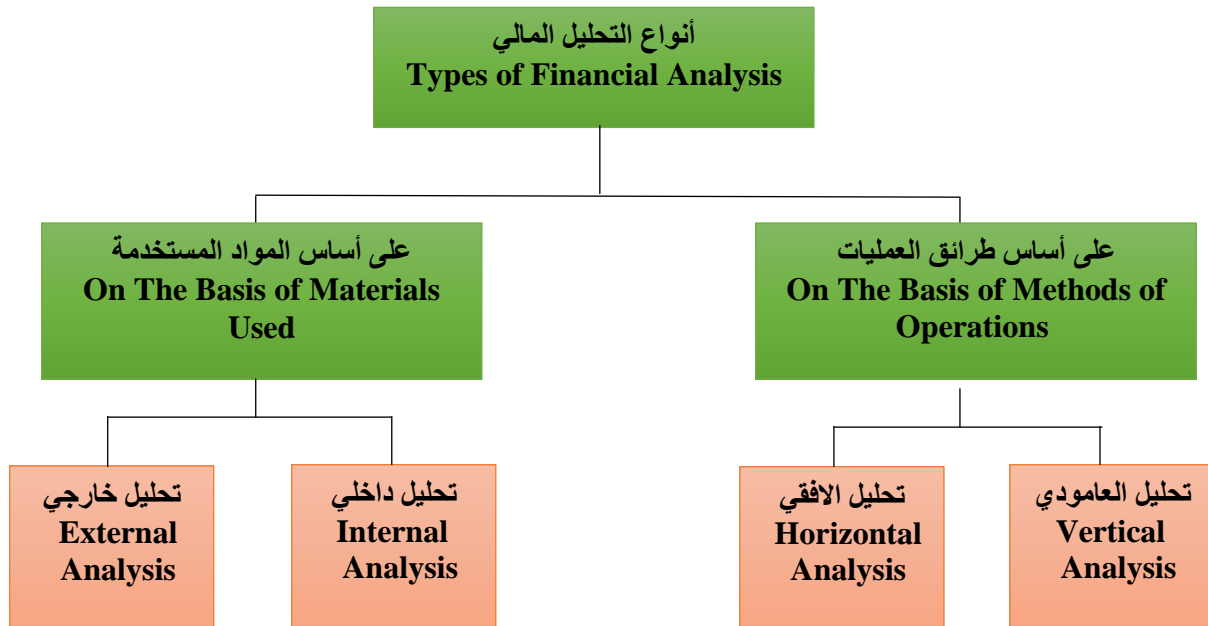 أنواع التحليل المالي
Types of Financial Analysis
على أساس المواد المستخدمة
On The Basis of Materials
Used
على أساس طرائق العمليات
On The Basis of Methods of
Operations
تحليل خارجي
External
Analysis
تحليل داخلي
Internal
Analysis
تحليل الافقي
Horizontal
Analysis
تحليل العامودي
Vertical
Analysis